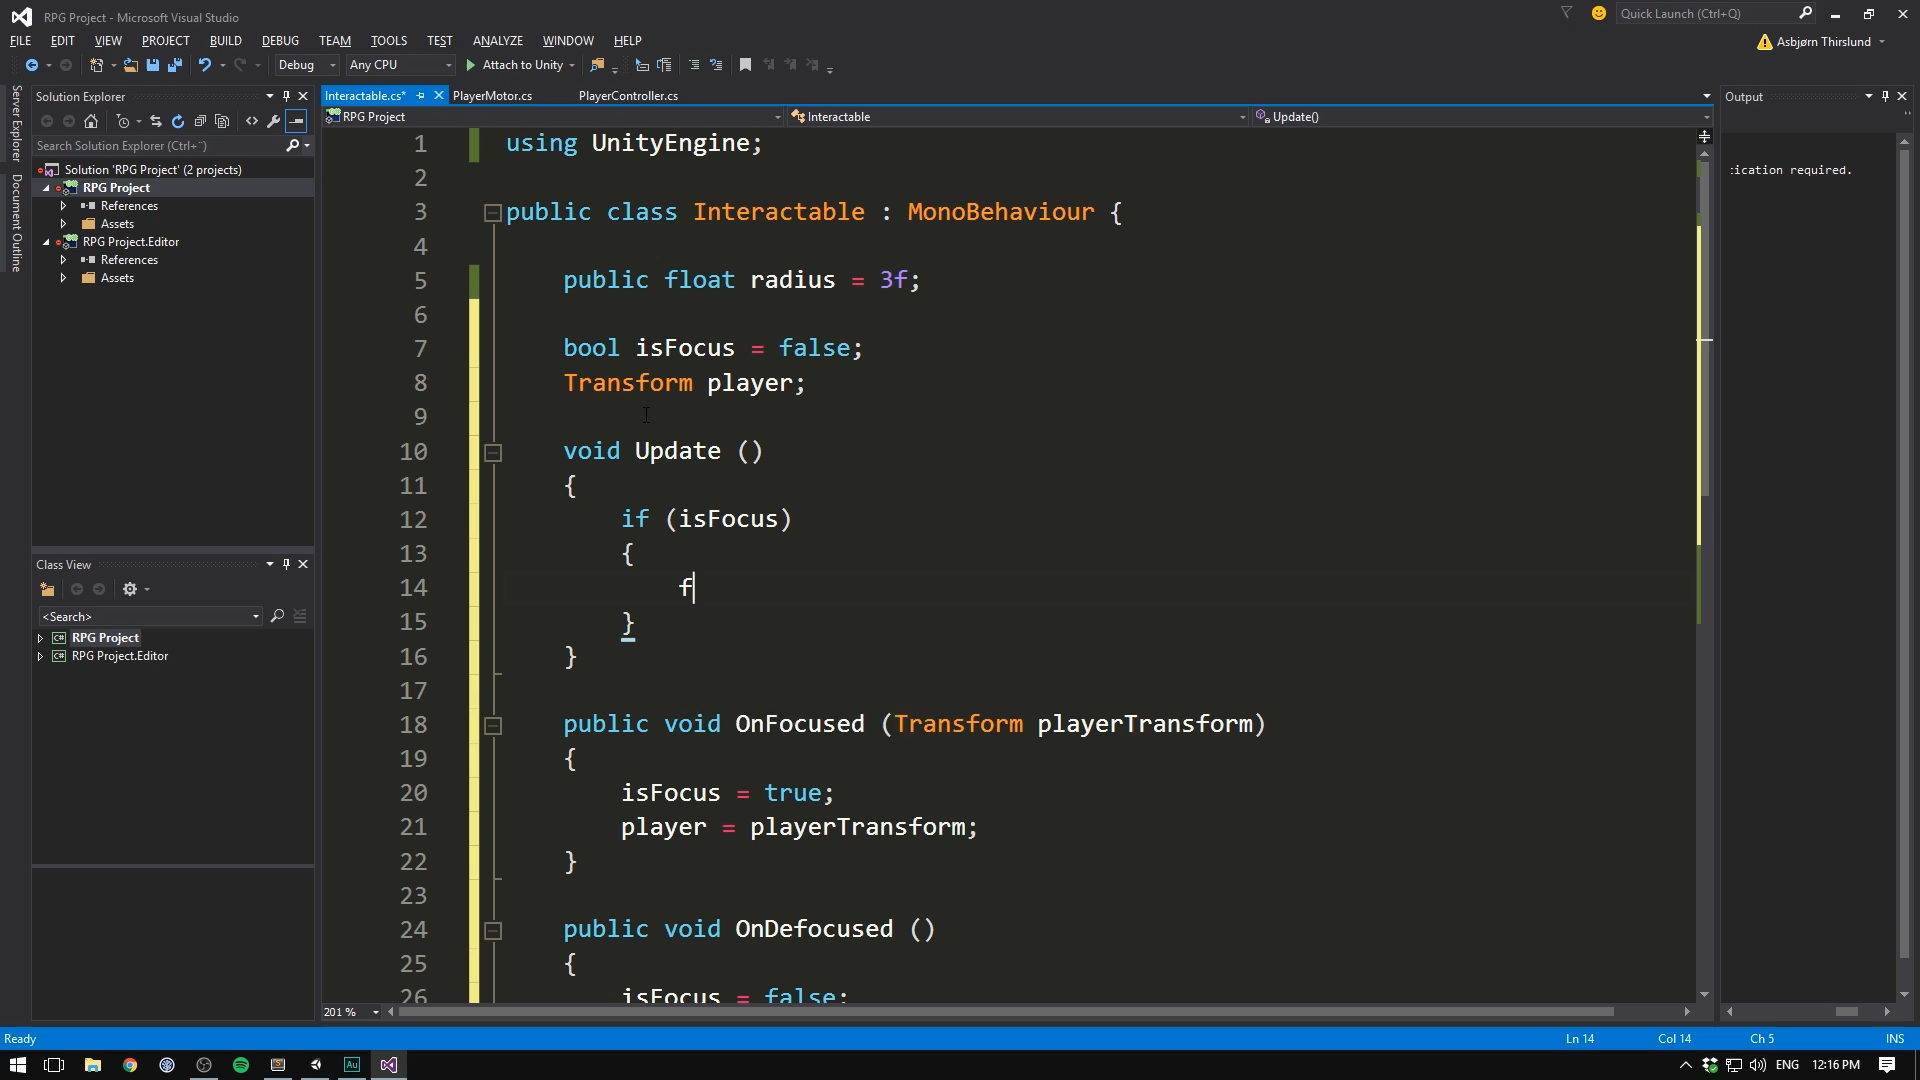 RPG Project - Microsoft Visual Studio
Quick Launch (Ctrl+Q)
FILE EDIT VIEW PROJECT BUILD DEBUG TEAM TOOLS TEST ANALYZE WINDOW HELP
Asbjørn Thirslund
Debug Any CPU Attach to Unity
Server Explorer
Document Outline
Solution Explorer
Search Solution Explorer (Ctrl+¨)
Solution 'RPG Project' (2 projects)
RPG Project
References
Assets
RPG Project.Editor
References
Assets
Class View
<Search>
RPG Project
RPG Project.Editor
Interactable.cs* PlayerMotor.cs PlayerController.cs
RPG Project Interactable Update()
1 using UnityEngine;
2
3 public class Interactable : MonoBehaviour {
4
5 public float radius = 3f;
6
7 bool isFocus = false;
8 Transform player;
9
10 void Update ()
11 {
12 if (isFocus)
13 {
14 f
15 }
16 }
17
18 public void OnFocused (Transform playerTransform)
19 {
20 isFocus = true;
21 player = playerTransform;
22 }
23
24 public void OnDefocused ()
25 {
26 isFocus = false;
201 %
Output
:ication required.
Ready
Ln 14 Col 14 Ch 5 INS
Au
ENG 12:16 PM